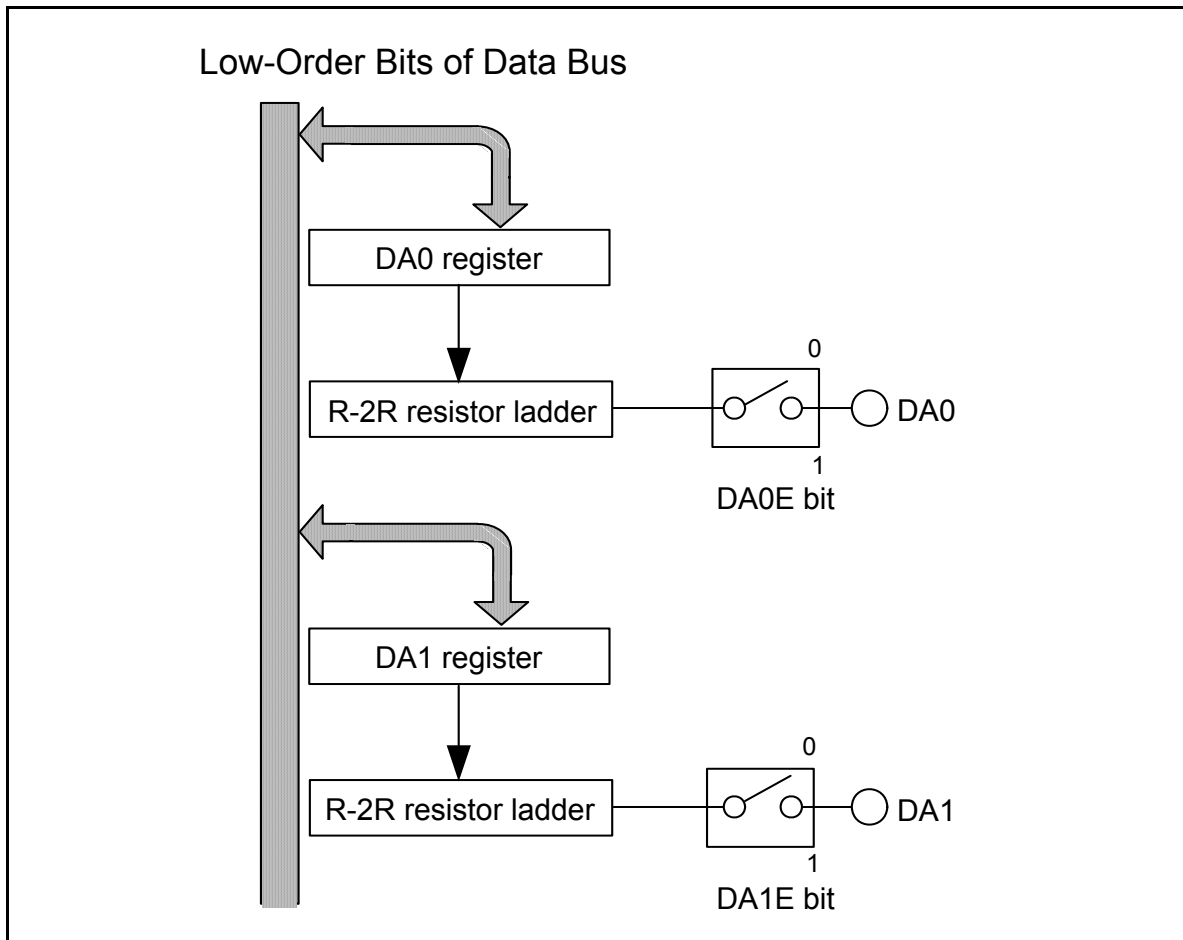 Low-Order Bits of Data Bus
DA0 register
R-2R resistor ladder
0
DA0
1
DA0E bit
DA1 register
R-2R resistor ladder
0
DA1
1
DA1E bit